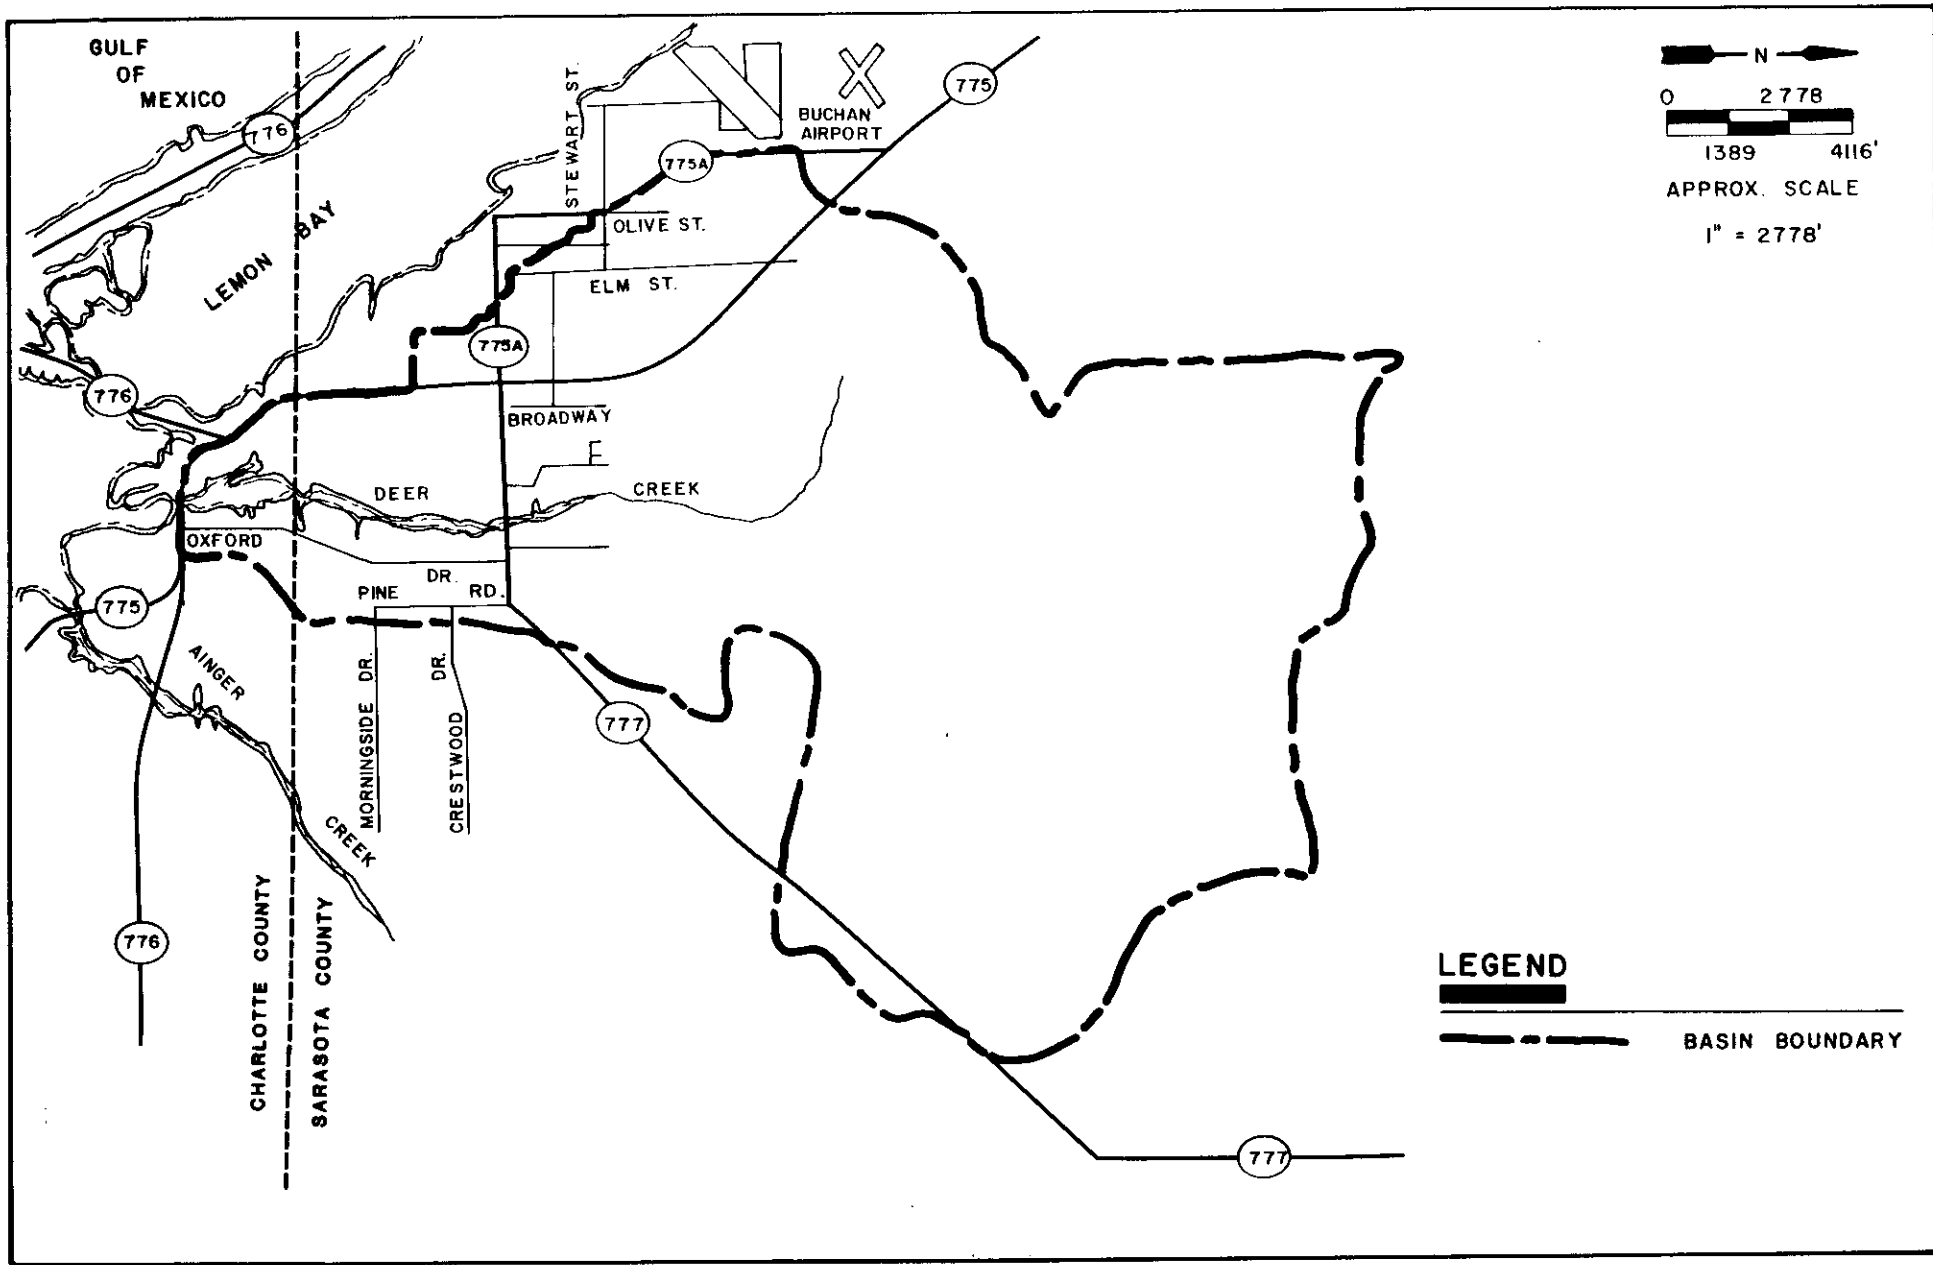 GULF
OF
MEXICO
776
LEMON BAY
STEWART ST.
BUCHAN
AIRPORT
775
775A
OLIVE ST.
ELM ST.
775A
776
BROADWAY
DEER CREEK
OXFORD DR.
PINE RD.
775
AINGER CREEK
MORNINGSIDE DR.
CRESTWOOD DR.
777
776
CHARLOTTE COUNTY
SARASOTA COUNTY
777
N
0 2778
1389 4116'
APPROX. SCALE
1" = 2778'
LEGEND
BASIN BOUNDARY